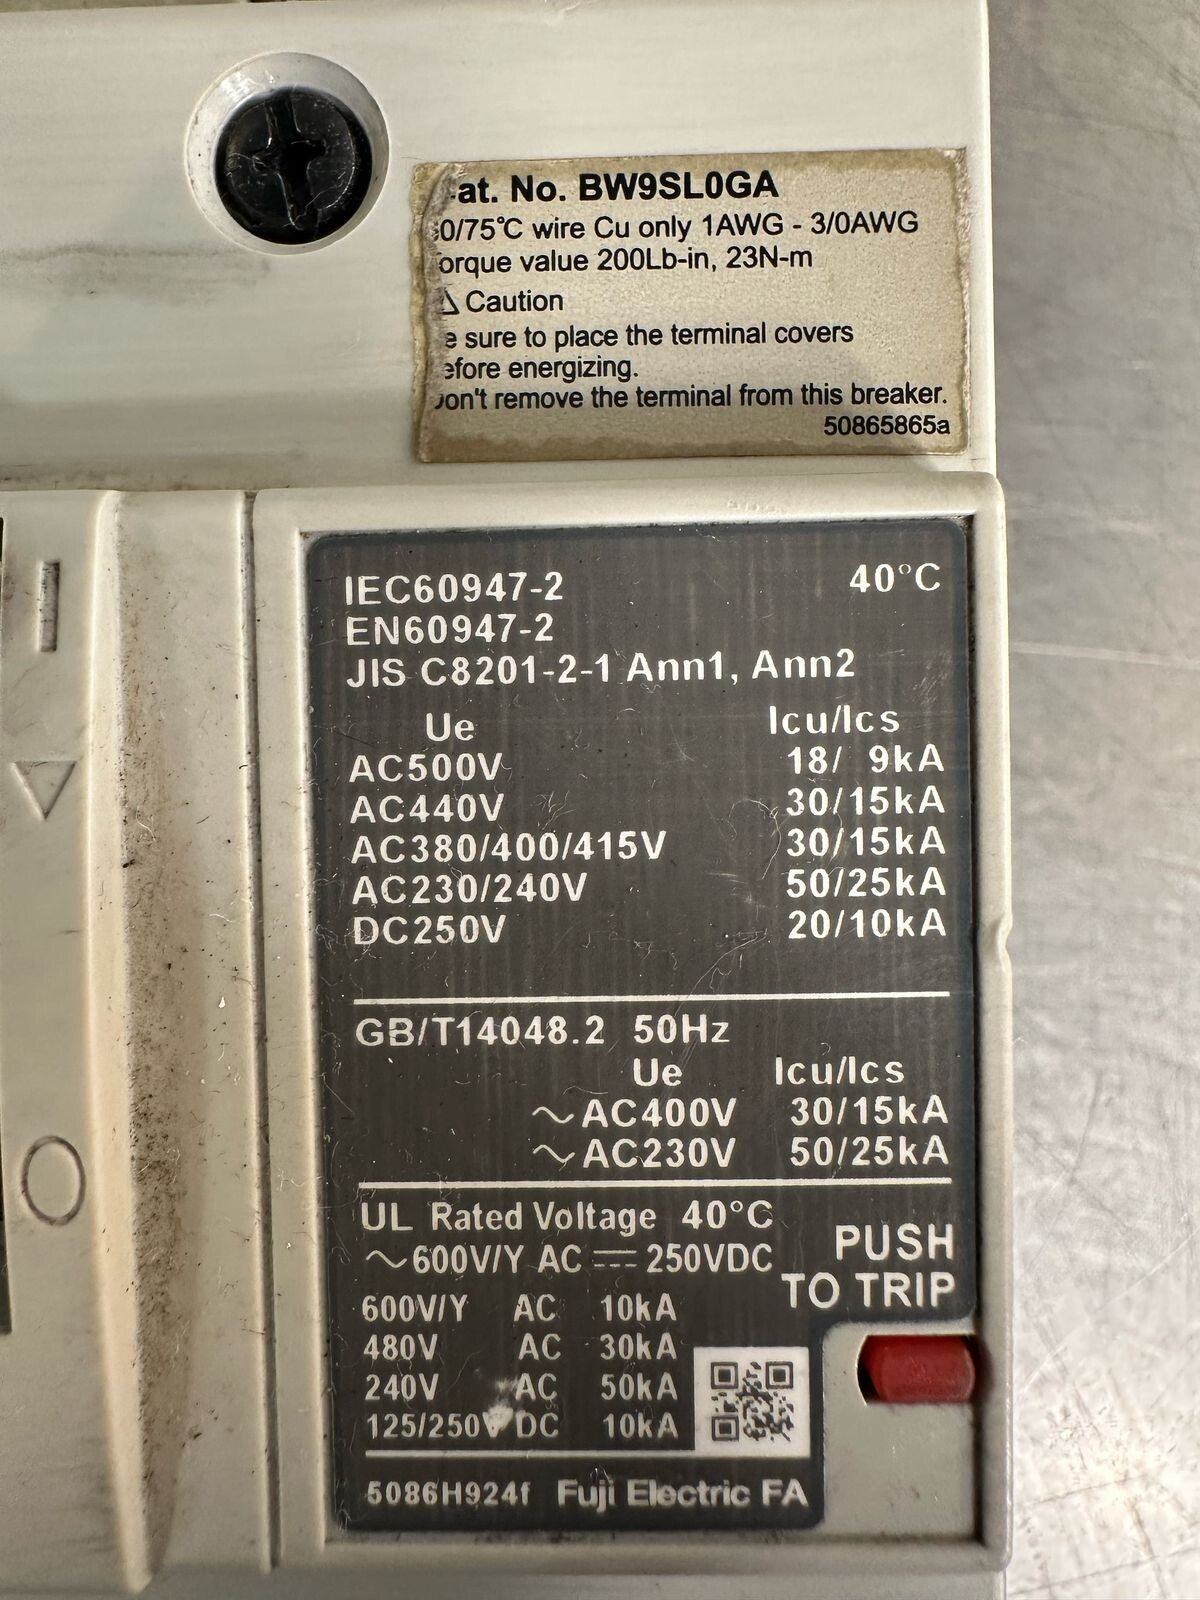 at. No. BW9SL0GA
0/75°C wire Cu only 1AWG - 3/0AWG
orque value 200Lb-in, 23N-m
⚠ Caution
e sure to place the terminal covers
efore energizing.
on't remove the terminal from this breaker.
50865865a
IEC60947-2 40°C
EN60947-2
JIS C8201-2-1 Ann1, Ann2
Ue Icu/Ics
AC500V 18/ 9kA
AC440V 30/15kA
AC380/400/415V 30/15kA
AC230/240V 50/25kA
DC250V 20/10kA
GB/T14048.2 50Hz
Ue Icu/Ics
~AC400V 30/15kA
~AC230V 50/25kA
UL Rated Voltage 40°C
~600V/Y AC ⎓ 250VDC
PUSH
TO TRIP
600V/Y AC 10kA
480V AC 30kA
240V AC 50kA
125/250V DC 10kA
5086H924f Fuji Electric FA
I
O